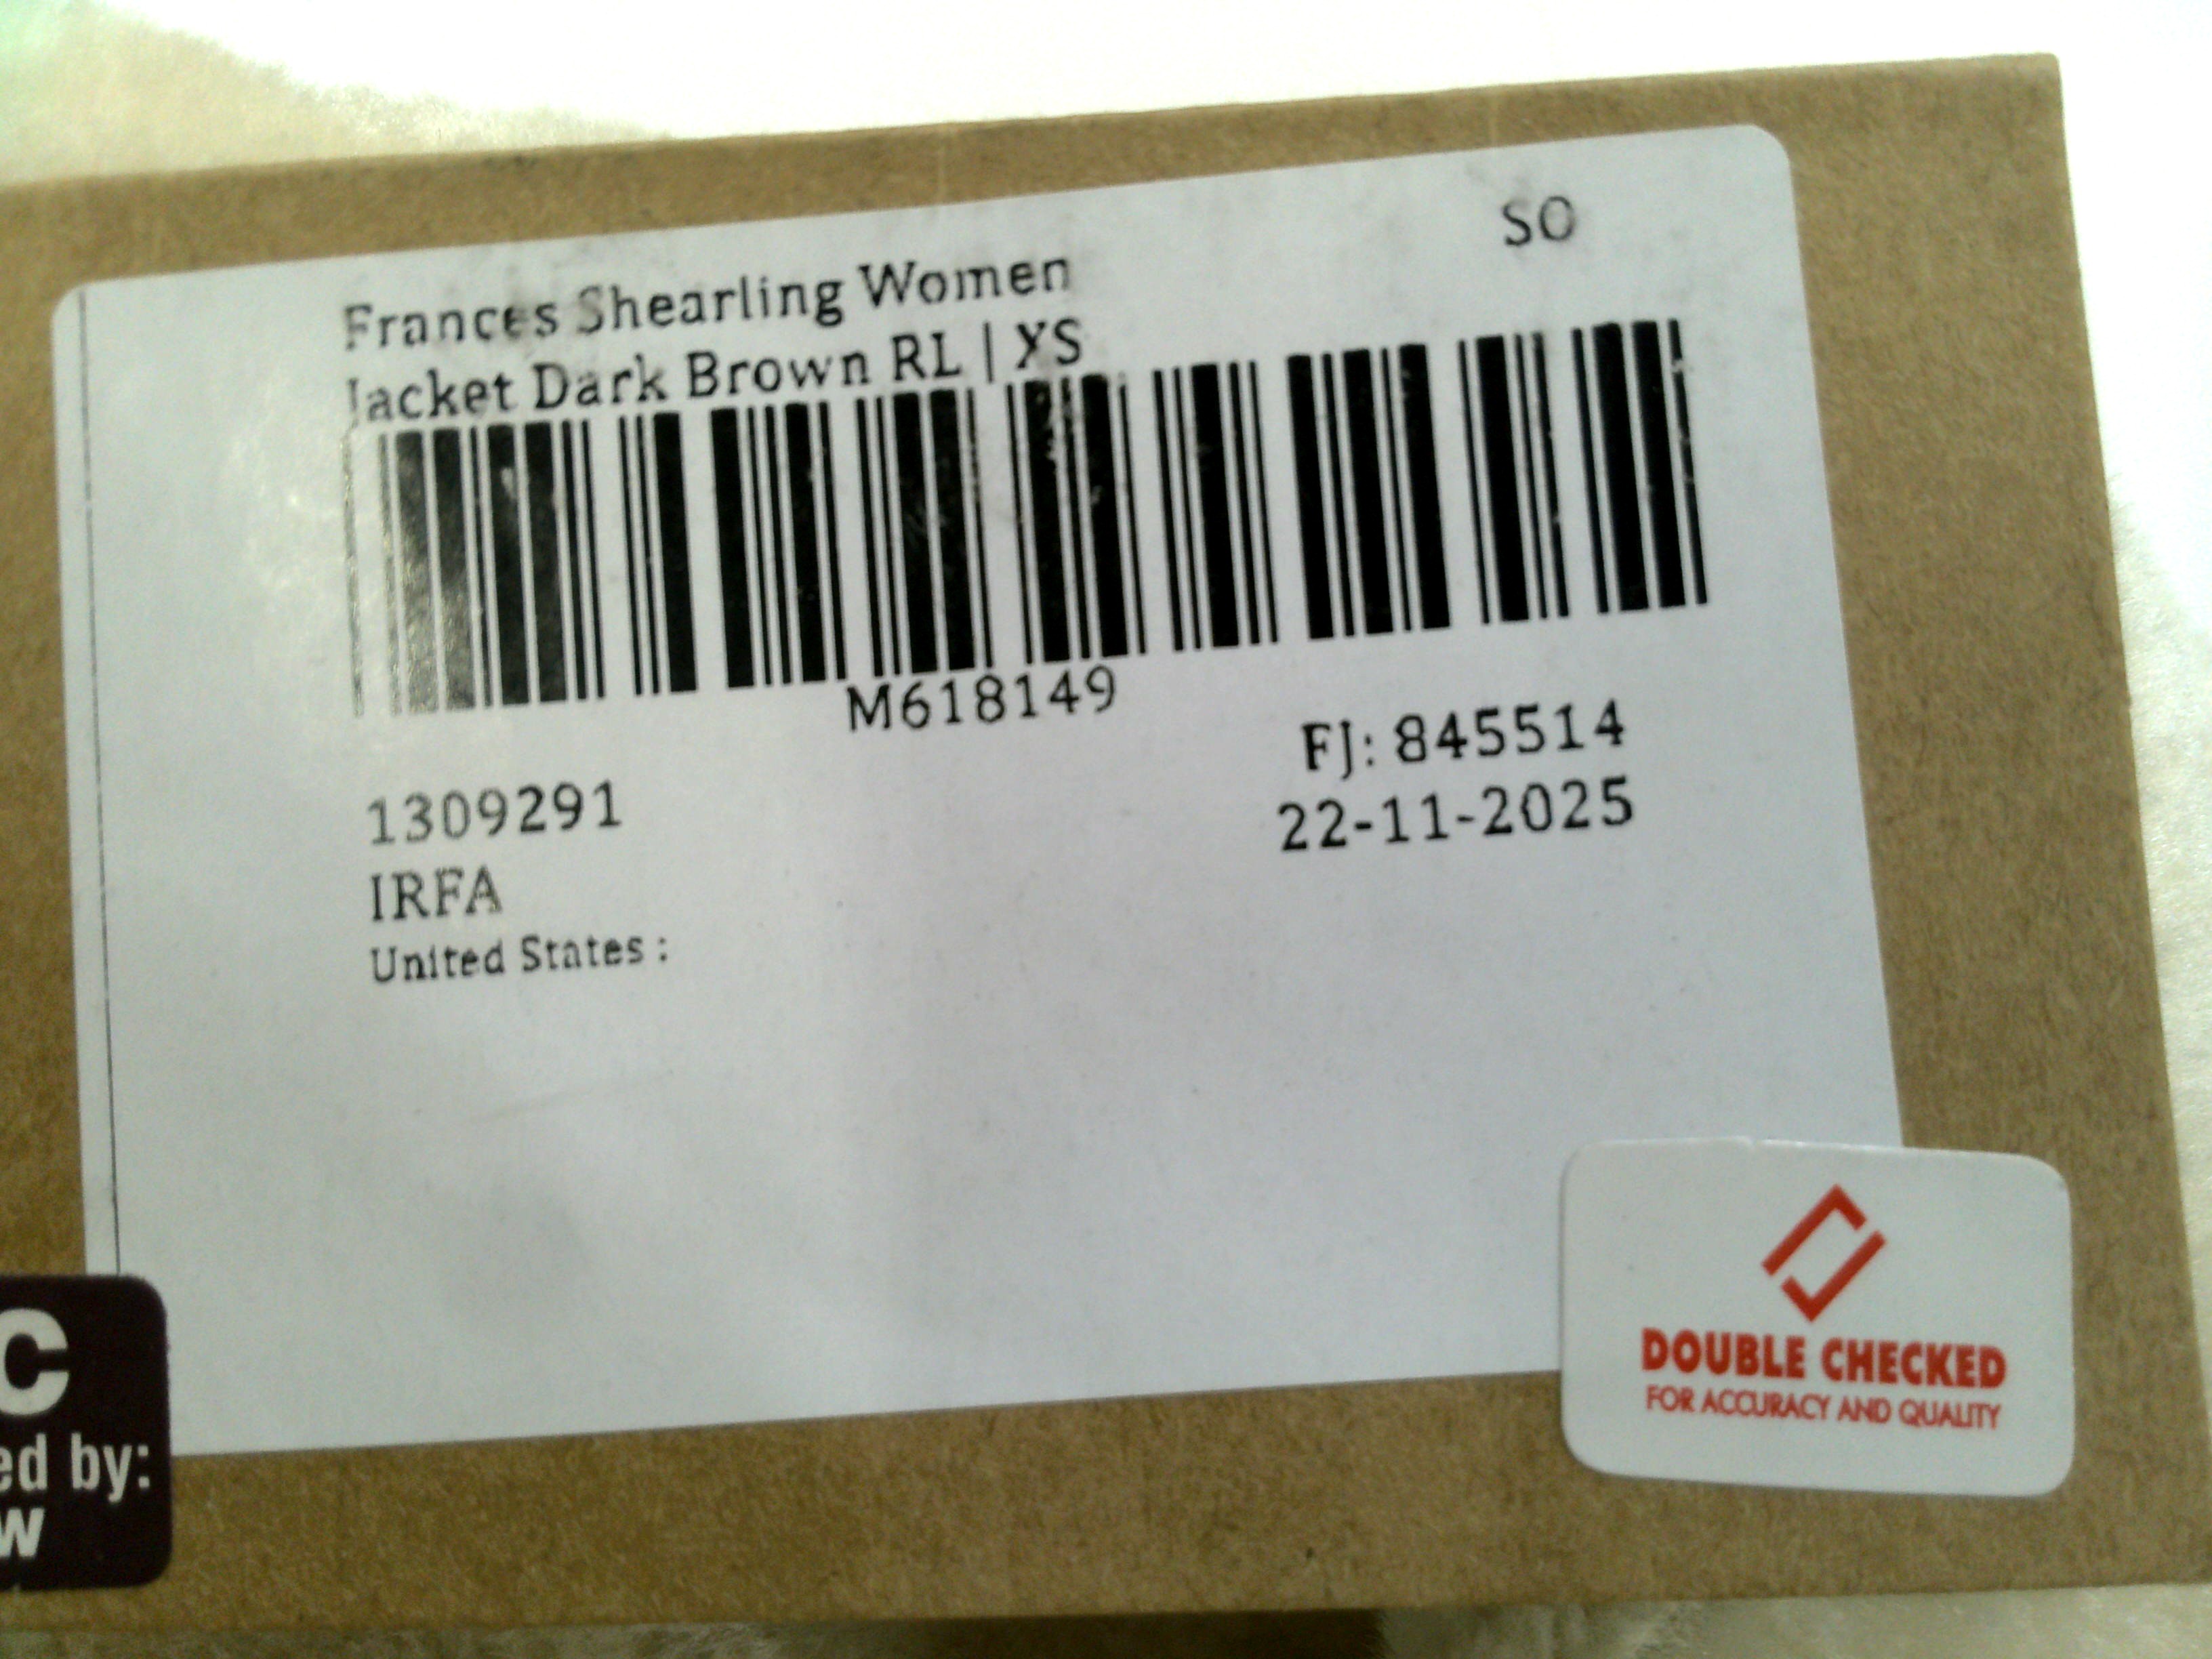 SO
Frances Shearling Women
Jacket Dark Brown RL | XS
M618149
FJ: 845514
1309291
22-11-2025
IRFA
United States :
DOUBLE CHECKED
FOR ACCURACY AND QUALITY
C
ed by:
w